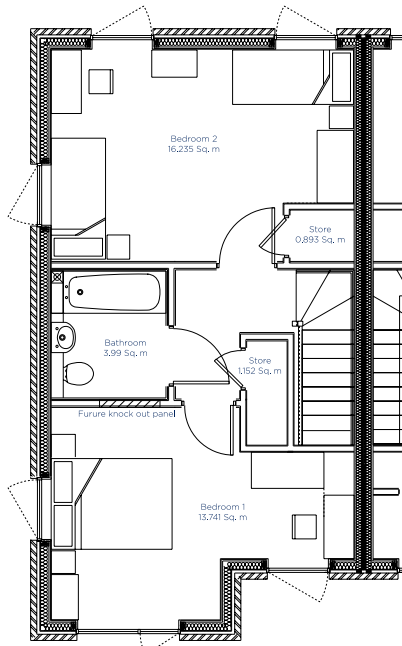 Bedroom 2
16.235 Sq. m
Store
0.893 Sq. m
Bathroom
3.99 Sq. m
Store
1.152 Sq. m
Furure knock out panel
Bedroom 1
13.741 Sq. m